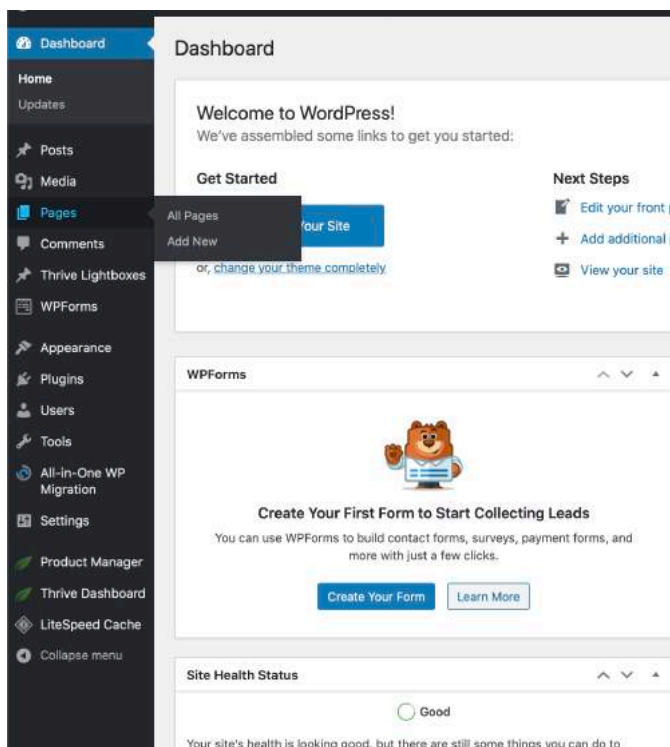 Dashboard
Home
Updates
Posts
Media
Pages
Comments
Thrive Lightboxes
WPForms
Appearance
Plugins
Users
Tools
All-in-One WP
Migration
Settings
Product Manager
Thrive Dashboard
LiteSpeed Cache
Collapse menu
All Pages
Add New
Dashboard
Welcome to WordPress!
We've assembled some links to get you started:
Get Started
Your Site
or, change your theme completely
Next Steps
Edit your front
Add additional
View your site
WPForms
Create Your First Form to Start Collecting Leads
You can use WPForms to build contact forms, surveys, payment forms, and
more with just a few clicks.
Create Your Form
Learn More
Site Health Status
Good
Your site's health is looking good, but there are still some things you can do to